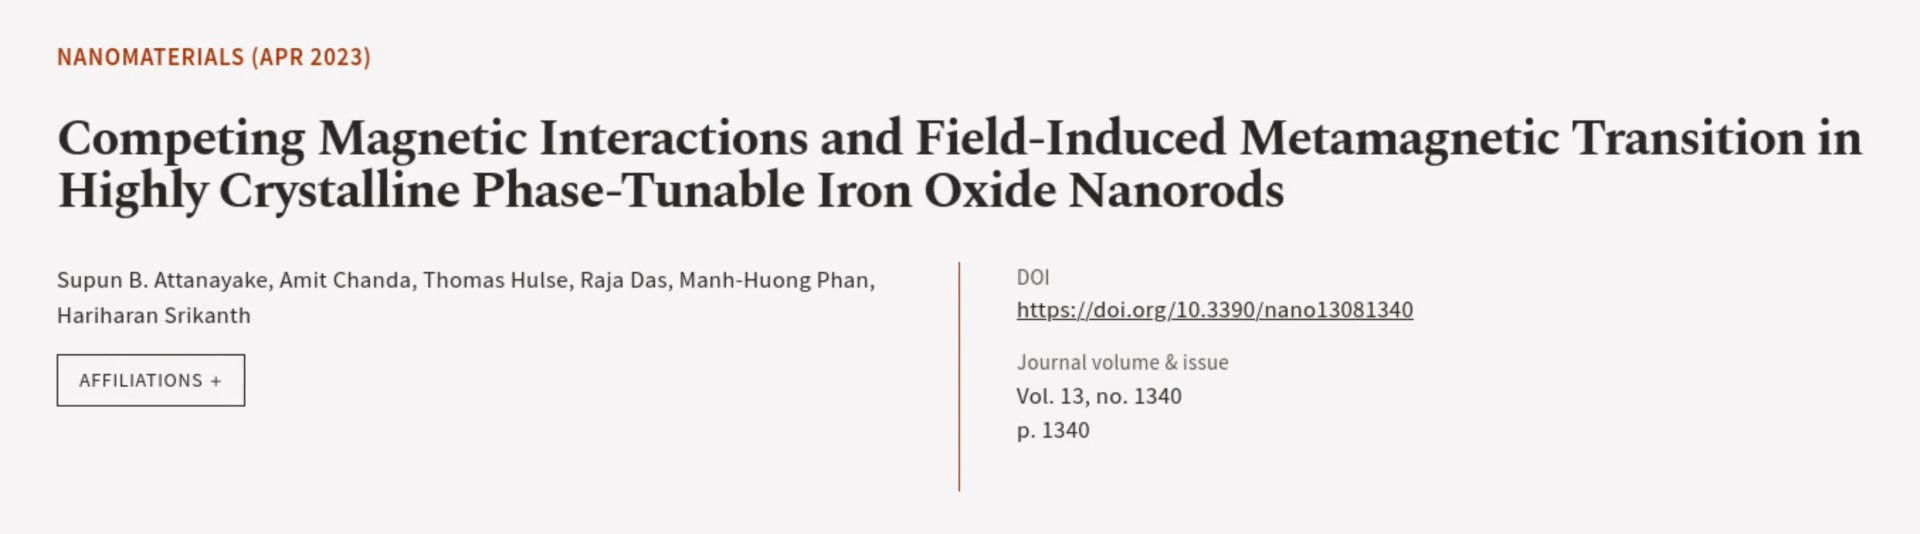 NANOMATERIALS (APR 2023)
Competing Magnetic Interactions and Field-Induced Metamagnetic Transition in
Highly Crystalline Phase-Tunable Iron Oxide Nanorods
Supun B. Attanayake, Amit Chanda, Thomas Hulse, Raja Das, Manh-Huong Phan,
Hariharan Srikanth
AFFILIATIONS +
DOI
https://doi.org/10.3390/nano13081340
Journal volume & issue
Vol. 13, no. 1340
p. 1340